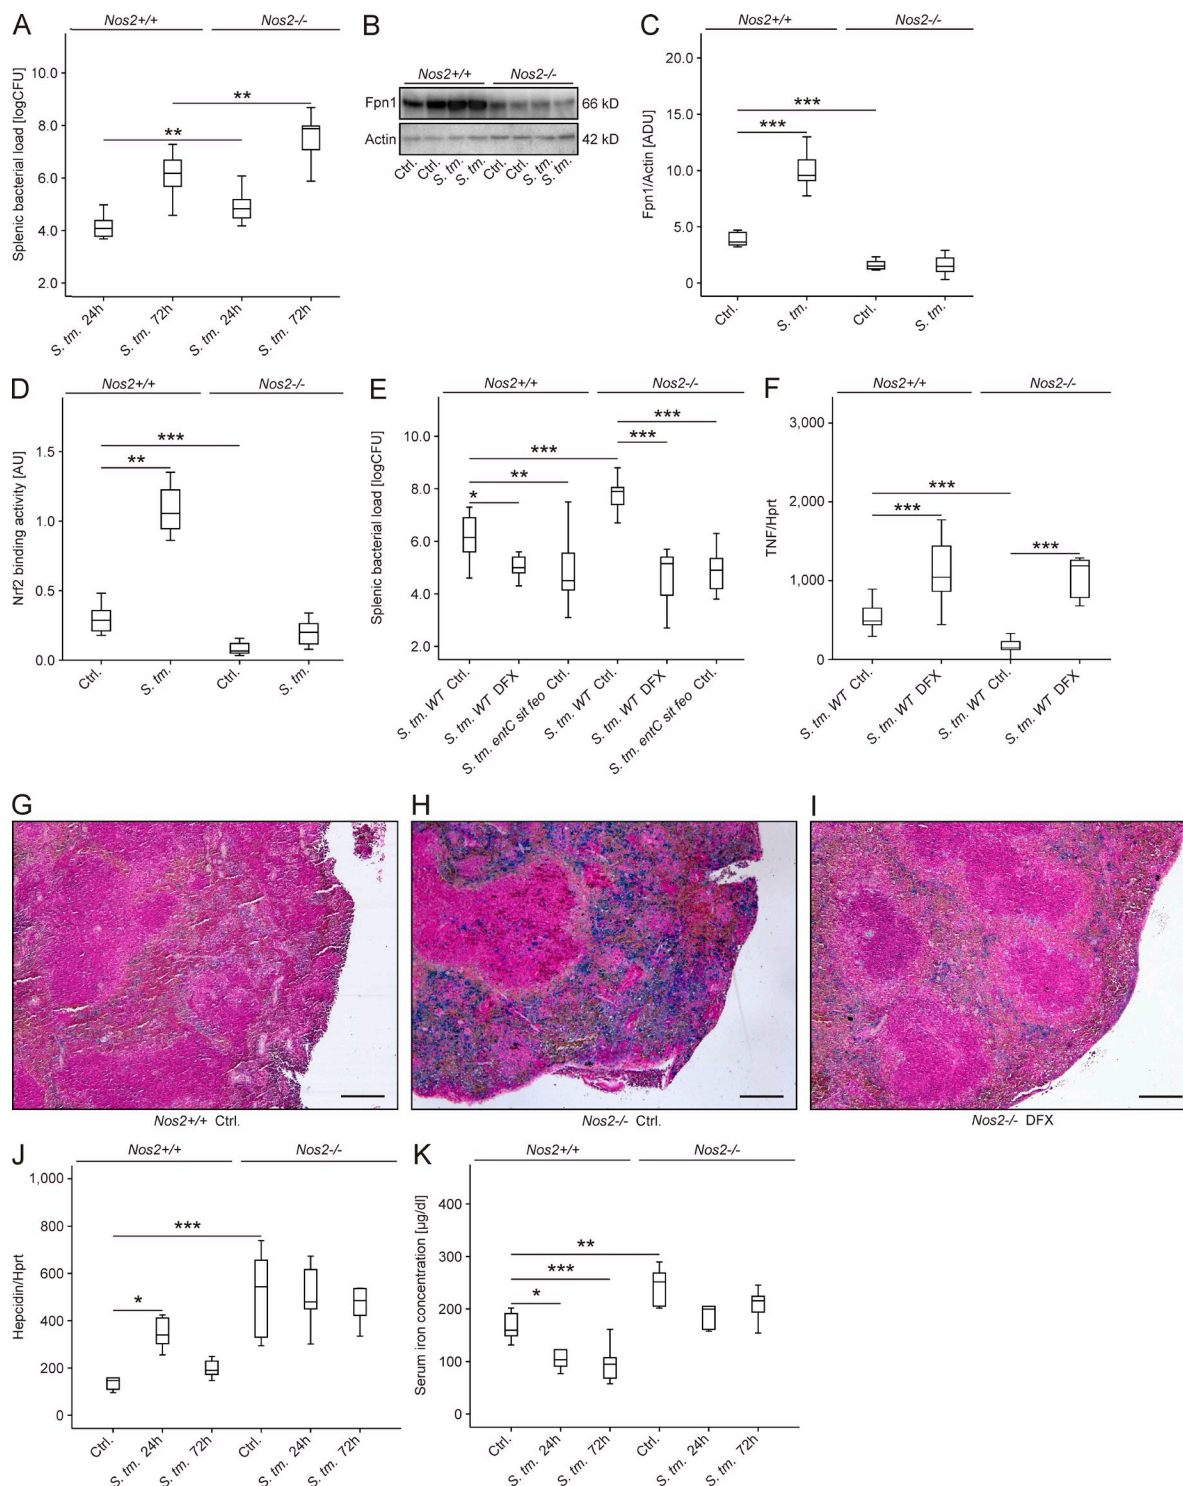 A
Nos2+/+ Nos2-/-
Splenic bacterial load [logCFU]
10.0
8.0
6.0
4.0
2.0
** **
S. tm. 24h S. tm. 72h S. tm. 24h S. tm. 72h
B
Nos2+/+ Nos2-/-
Fpn1 66 kD
Actin 42 kD
Ctrl. Ctrl. S. tm. S. tm. Ctrl. Ctrl. S. tm. S. tm.
C
Nos2+/+ Nos2-/-
Fpn1/Actin [ADU]
20.0
15.0
10.0
5.0
0
***
***
Ctrl. S. tm. Ctrl. S. tm.
D
Nos2+/+ Nos2-/-
Nrf2 binding activity [AU]
1.5
1.0
0.5
0.0
***
**
Ctrl. S. tm. Ctrl. S. tm.
E
Nos2+/+ Nos2-/-
Splenic bacterial load [logCFU]
10.0
8.0
6.0
4.0
2.0
***
***
***
**
*
S. tm. WT Ctrl. S. tm. WT DFX S. tm. entC sit feo Ctrl. S. tm. WT Ctrl. S. tm. WT DFX S. tm. entC sit feo Ctrl.
F
Nos2+/+ Nos2-/-
TNF/Hprt
3,000
2,000
1,000
0
***
***
***
S. tm. WT Ctrl. S. tm. WT DFX S. tm. WT Ctrl. S. tm. WT DFX
G
Nos2+/+ Ctrl.
H
Nos2-/- Ctrl.
I
Nos2-/- DFX
J
Nos2+/+ Nos2-/-
Hepcidin/Hprt
1,000
800
600
400
200
0
***
*
Ctrl. S. tm. 24h S. tm. 72h Ctrl. S. tm. 24h S. tm. 72h
K
Nos2+/+ Nos2-/-
Serum iron concentration [µg/dl]
400
300
200
100
0
**
***
*
Ctrl. S. tm. 24h S. tm. 72h Ctrl. S. tm. 24h S. tm. 72h